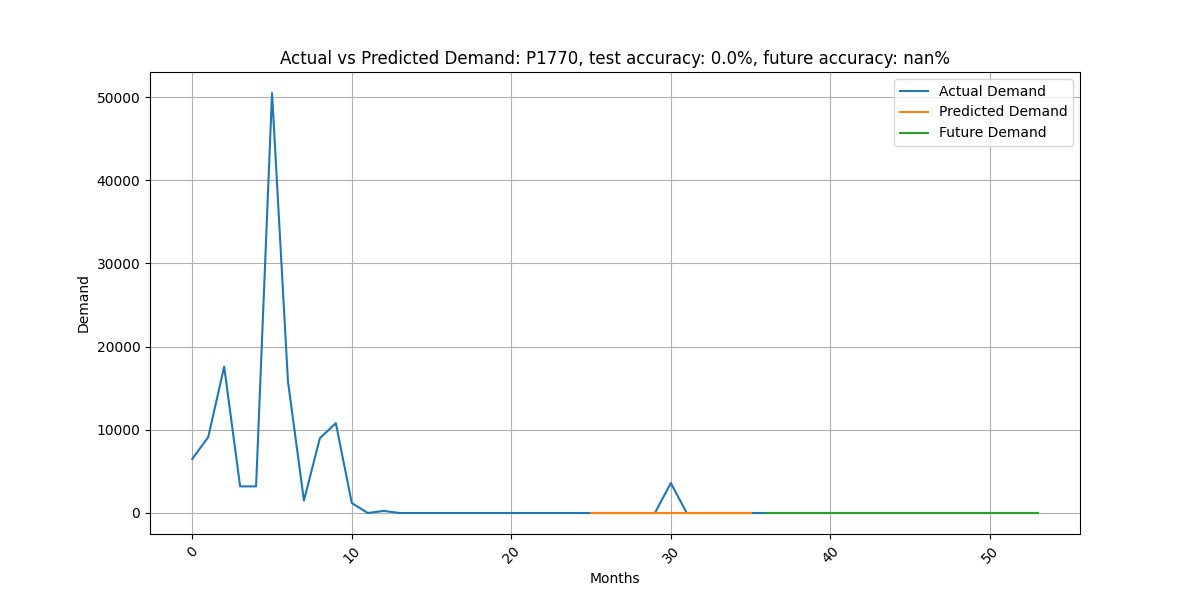 Actual vs Predicted Demand: P1770, test accuracy: 0.0%, future accuracy: nan%
Actual Demand
Predicted Demand
Future Demand
50000
40000
30000
20000
10000
0
Demand
0
10
20
30
40
50
Months